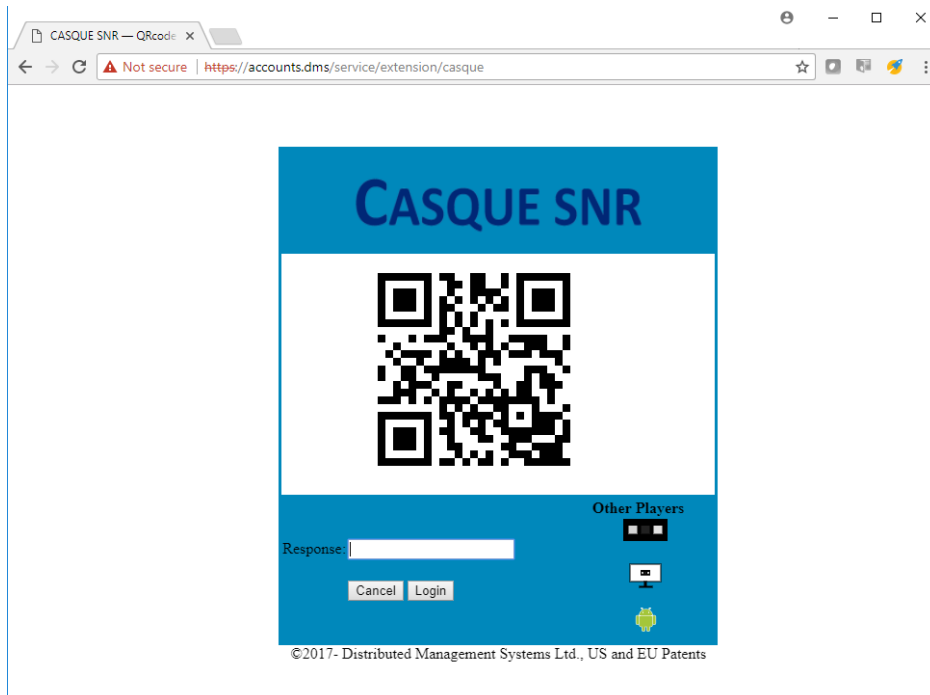 CASQUE SNR — QRcode
Not secure | https://accounts.dms/service/extension/casque
CASQUE SNR
Other Players
Response:
Cancel Login
©2017- Distributed Management Systems Ltd., US and EU Patents